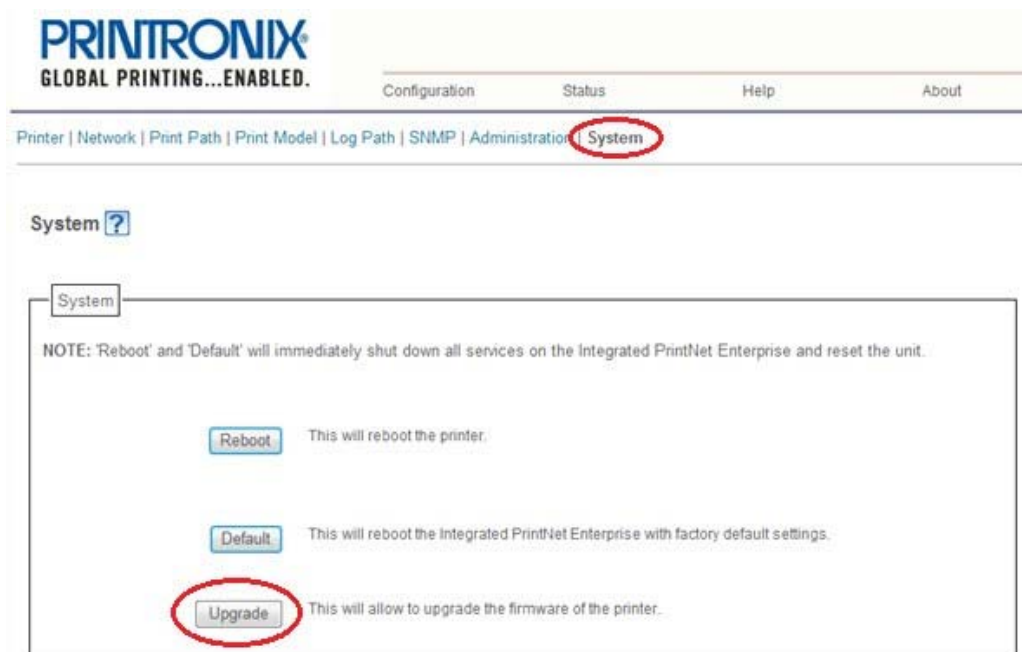 PRINTRONIX®
GLOBAL PRINTING...ENABLED.
Configuration Status Help About
Printer | Network | Print Path | Print Model | Log Path | SNMP | Administration | System
System ?
System
NOTE: 'Reboot' and 'Default' will immediately shut down all services on the Integrated PrintNet Enterprise and reset the unit.
Reboot This will reboot the printer.
Default This will reboot the Integrated PrintNet Enterprise with factory default settings.
Upgrade This will allow to upgrade the firmware of the printer.